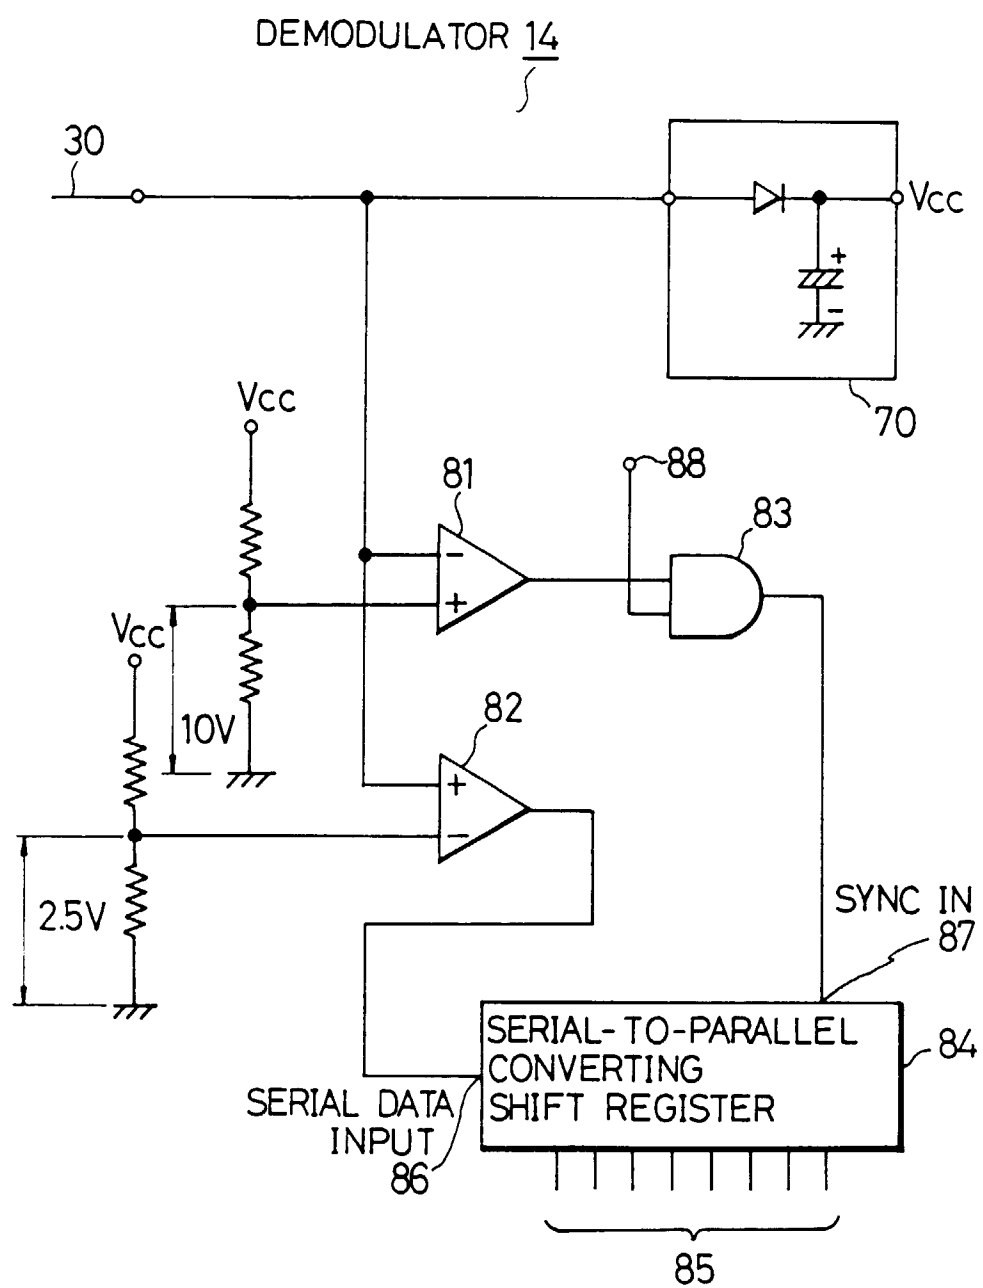 DEMODULATOR 14
30
Vcc
+
-
70
Vcc
81
88
83
-
+
Vcc
10V
82
+
-
2.5V
SYNC IN
87
SERIAL-TO-PARALLEL
CONVERTING
SHIFT REGISTER
84
SERIAL DATA
INPUT
86
85